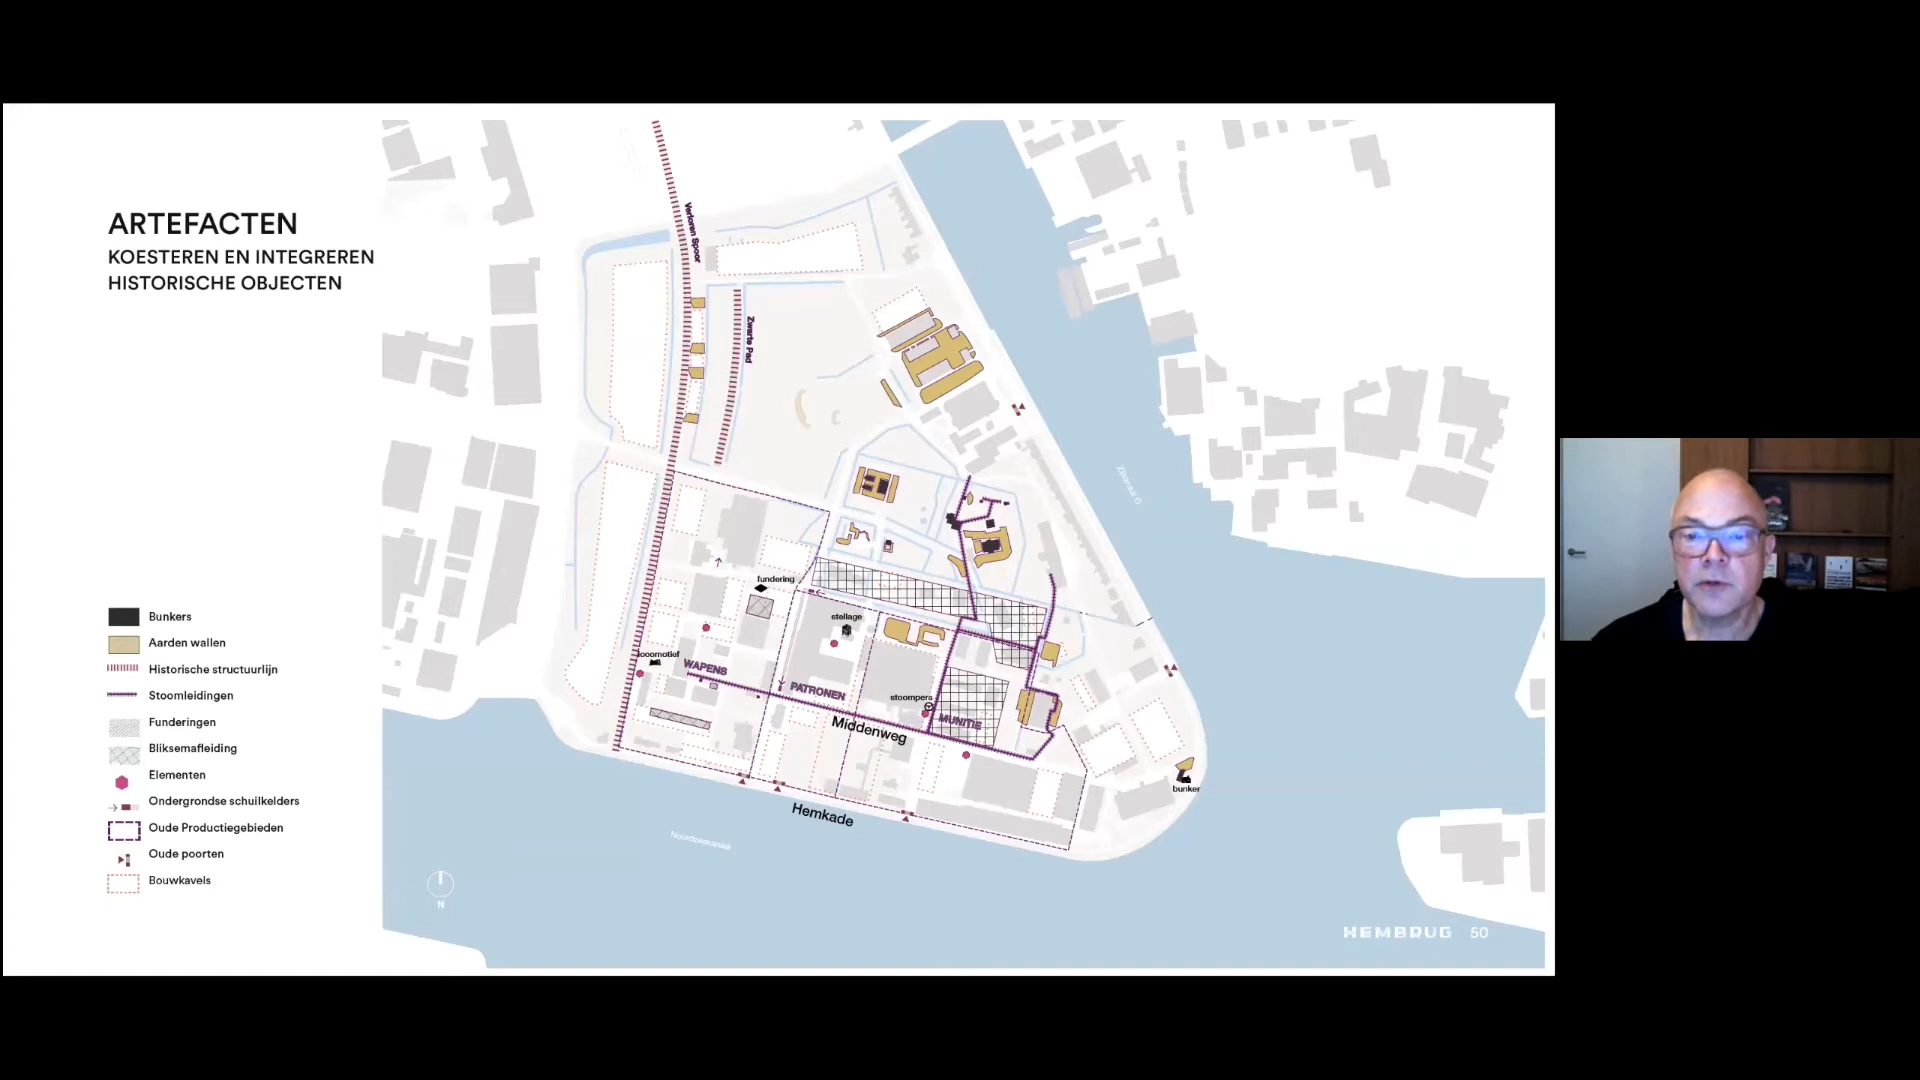 ARTEFACTEN
KOESTEREN EN INTEGREREN
HISTORISCHE OBJECTEN
Bunkers
Aarden wallen
Historische structuurlijn
Stoomleidingen
Funderingen
Bliksemafleiding
Elementen
Ondergrondse schuilkelders
Oude Productiegebieden
Oude poorten
Bouwkavels
Verloren Spoor
Zwarte Pad
Zijkanaal G
fundering
stellage
locomotief
WAPENS
PATRONEN
stoompers
MUNITIE
Middenweg
bunker
Hemkade
Noordzeekanaal
N
HEMBRUG 50